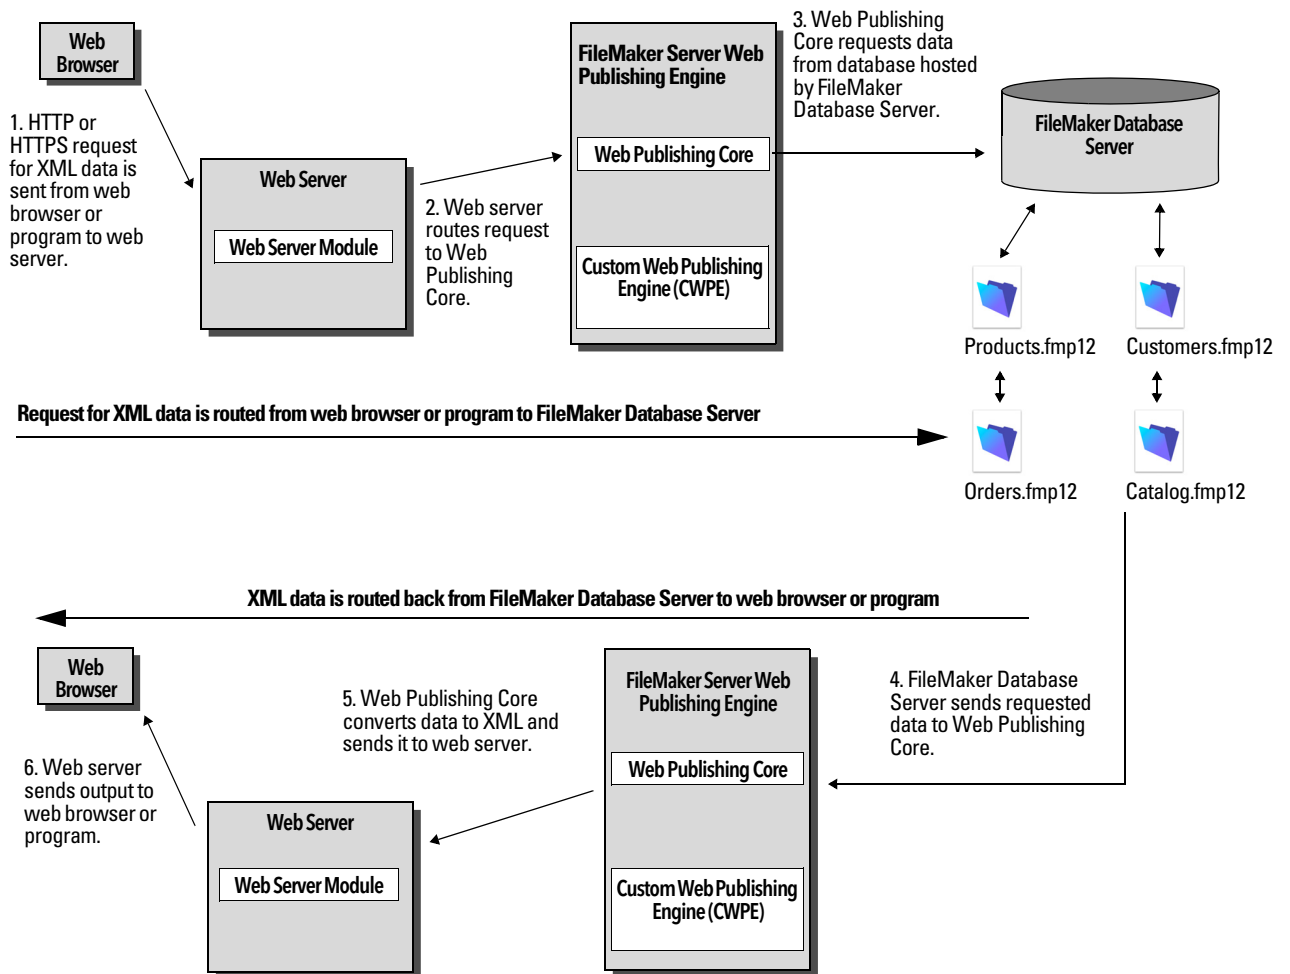 Web
Browser
1. HTTP or
HTTPS request
for XML data is
sent from web
browser or
program to web
server.
Web Server
Web Server Module
2. Web server
routes request
to Web
Publishing
Core.
FileMaker Server Web
Publishing Engine
Web Publishing Core
Custom Web Publishing
Engine (CWPE)
3. Web Publishing
Core requests data
from database hosted
by FileMaker
Database Server.
FileMaker Database
Server
Products.fmp12
Customers.fmp12
Orders.fmp12
Catalog.fmp12
Request for XML data is routed from web browser or program to FileMaker Database Server
XML data is routed back from FileMaker Database Server to web browser or program
4. FileMaker Database
Server sends requested
data to Web Publishing
Core.
FileMaker Server Web
Publishing Engine
Web Publishing Core
Custom Web Publishing
Engine (CWPE)
5. Web Publishing Core
converts data to XML and
sends it to web server.
Web Server
Web Server Module
6. Web server
sends output to
web browser or
program.
Web
Browser